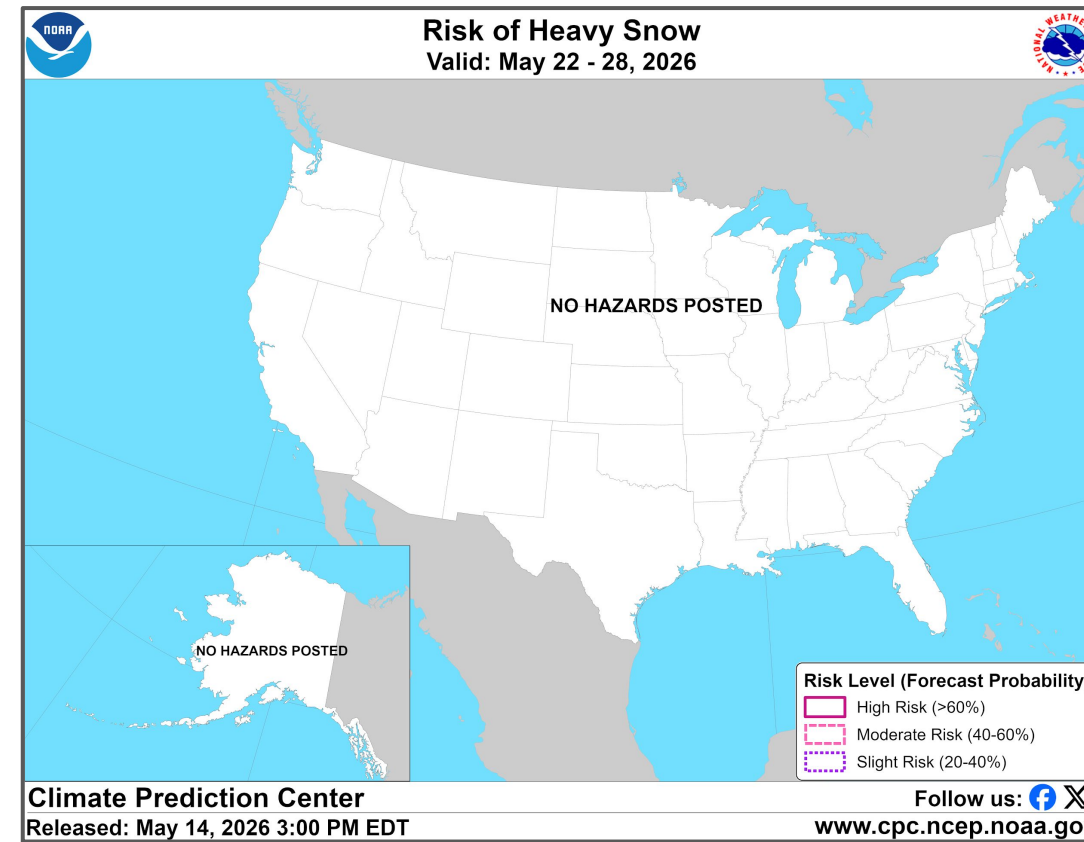 NOAA
Risk of Heavy Snow
Valid: May 22 - 28, 2026
NO HAZARDS POSTED
NO HAZARDS POSTED
Risk Level (Forecast Probability
High Risk (>60%)
Moderate Risk (40-60%)
Slight Risk (20-40%)
Climate Prediction Center
Follow us:
Released: May 14, 2026 3:00 PM EDT
www.cpc.ncep.noaa.go